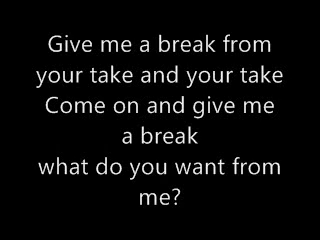 Give me a break from
your take and your take
Come on and give me
a break
what do you want from
me?